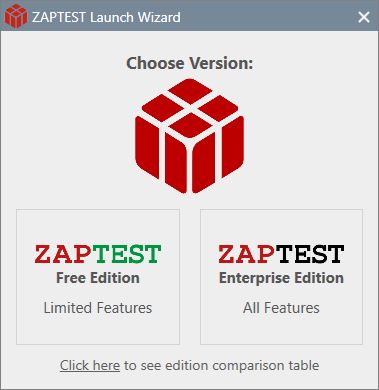 ZAPTEST Launch Wizard
Choose Version:
ZAPTEST
Free Edition
Limited Features
ZAPTEST
Enterprise Edition
All Features
Click here to see edition comparison table